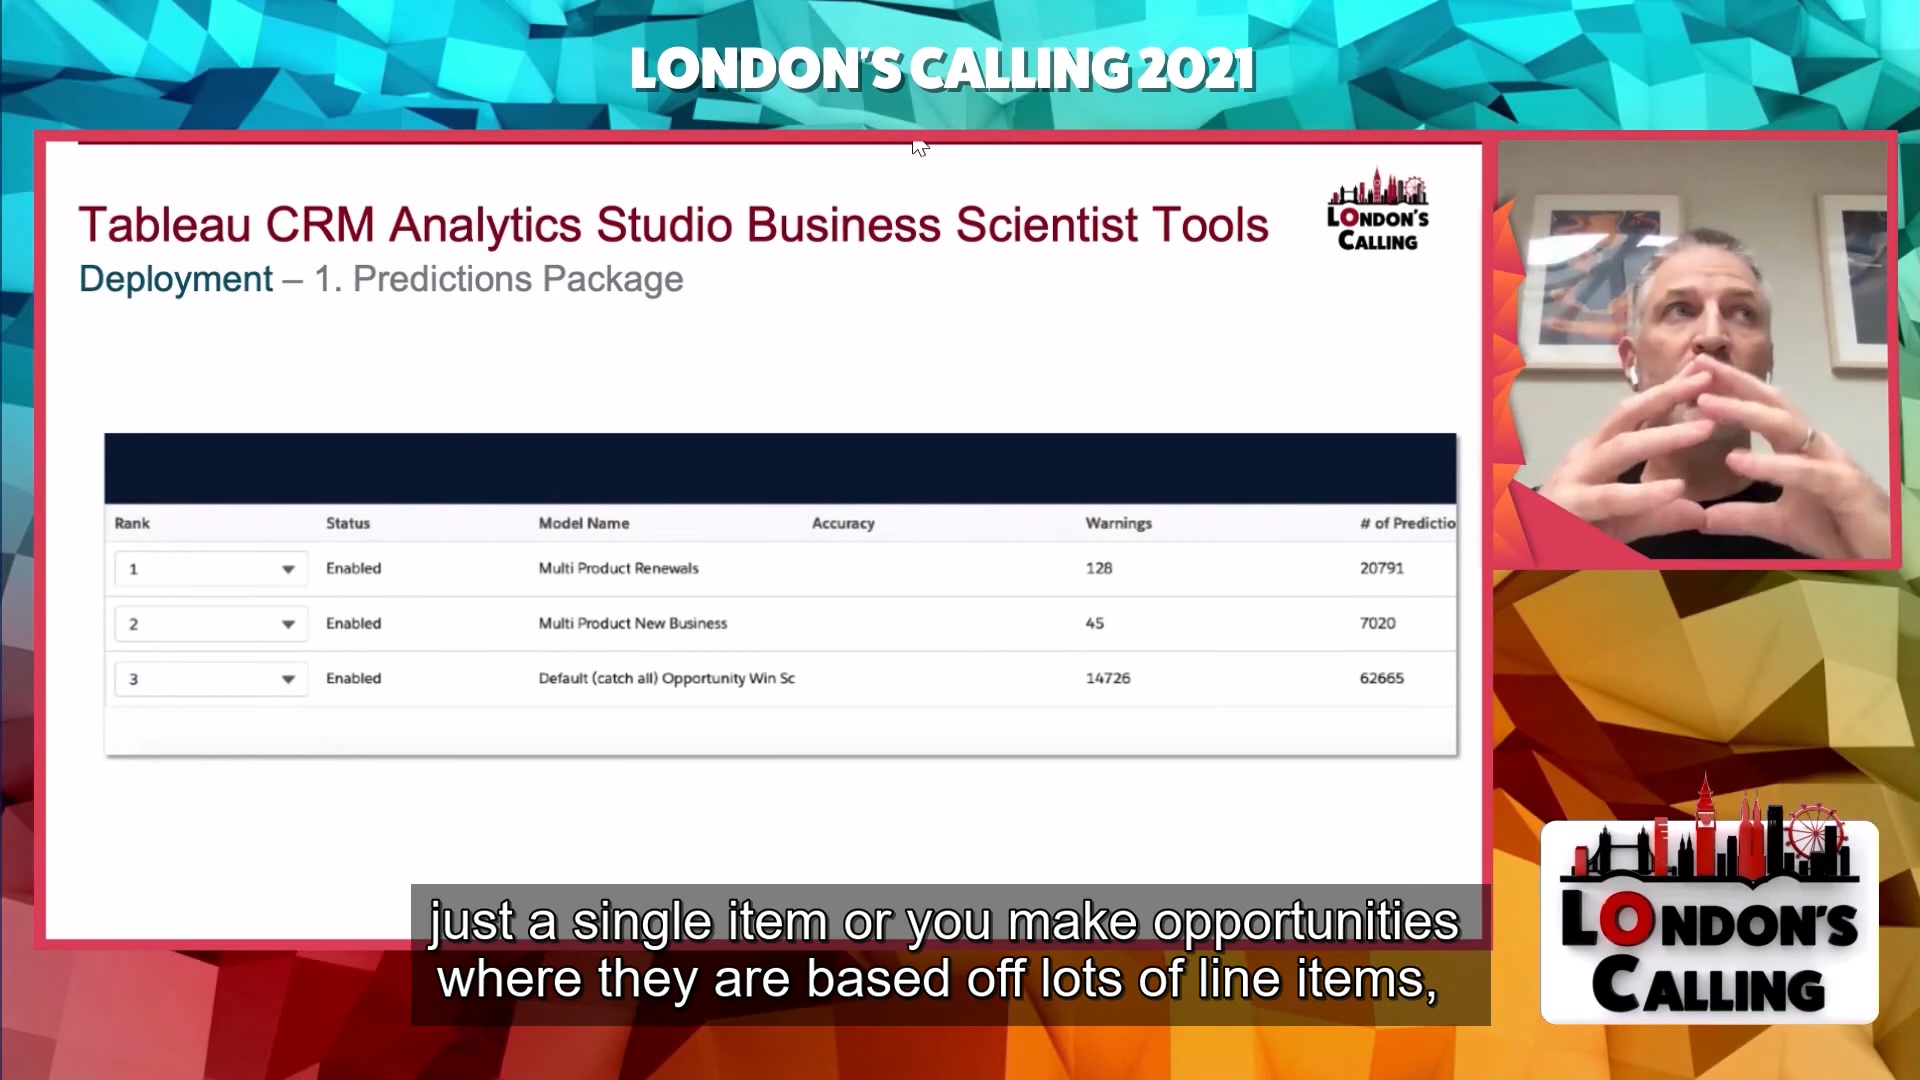 LONDON'S CALLING 2021
Tableau CRM Analytics Studio Business Scientist Tools
Deployment – 1. Predictions Package
LONDON'S
CALLING
Rank Status Model Name Accuracy Warnings # of Predictio
1 Enabled Multi Product Renewals 128 20791
2 Enabled Multi Product New Business 45 7020
3 Enabled Default (catch all) Opportunity Win Sc 14726 62665
just a single item or you make opportunities
where they are based off lots of line items,
LONDON'S
CALLING